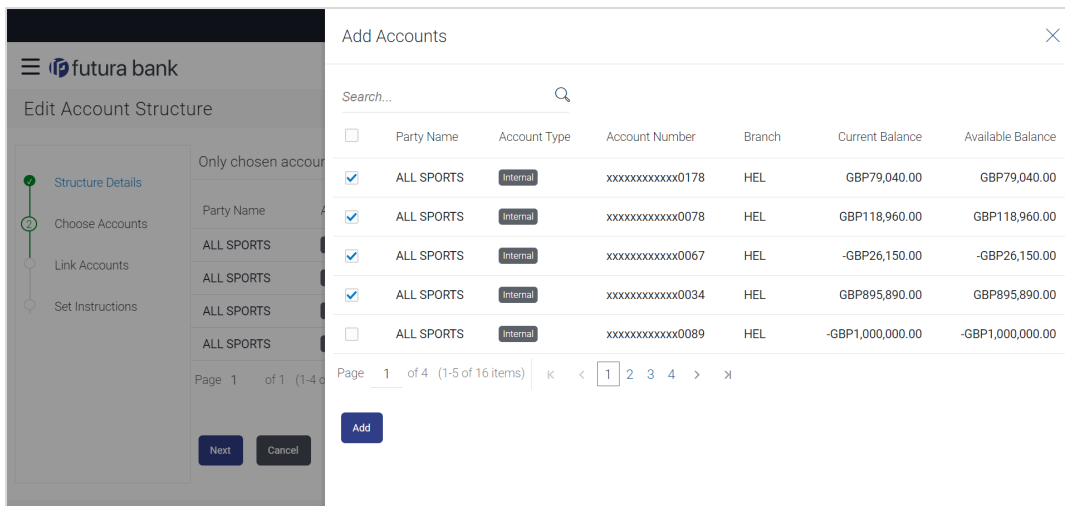 Add Accounts
futura bank
Edit Account Structure
Structure Details
2 Choose Accounts
Link Accounts
Set Instructions
Only chosen accoun
Party Name A
ALL SPORTS
ALL SPORTS
ALL SPORTS
ALL SPORTS
Page 1 of 1 (1-4 o
Next Cancel
Search...
Party Name Account Type Account Number Branch Current Balance Available Balance
ALL SPORTS Internal xxxxxxxxxxxx0178 HEL GBP79,040.00 GBP79,040.00
ALL SPORTS Internal xxxxxxxxxxxx0078 HEL GBP118,960.00 GBP118,960.00
ALL SPORTS Internal xxxxxxxxxxxx0067 HEL -GBP26,150.00 -GBP26,150.00
ALL SPORTS Internal xxxxxxxxxxxx0034 HEL GBP895,890.00 GBP895,890.00
ALL SPORTS Internal xxxxxxxxxxxx0089 HEL -GBP1,000,000.00 -GBP1,000,000.00
Page 1 of 4 (1-5 of 16 items) 1 2 3 4
Add